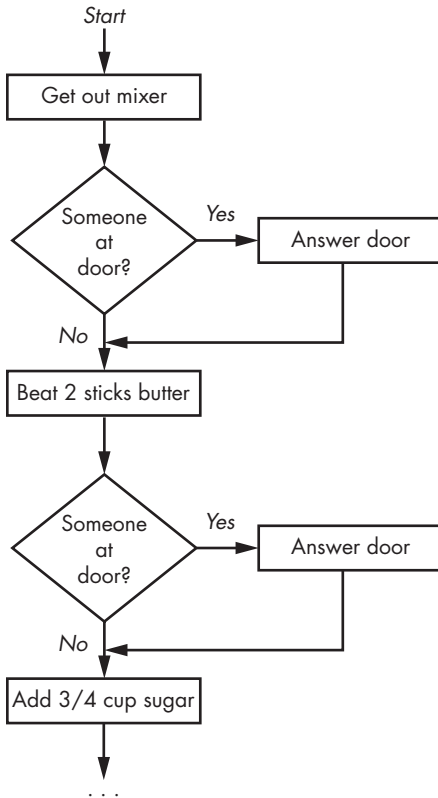 Start
Get out mixer
Someone
at
door?
Yes
Answer door
No
Beat 2 sticks butter
Someone
at
door?
Yes
Answer door
No
Add 3/4 cup sugar
. . .